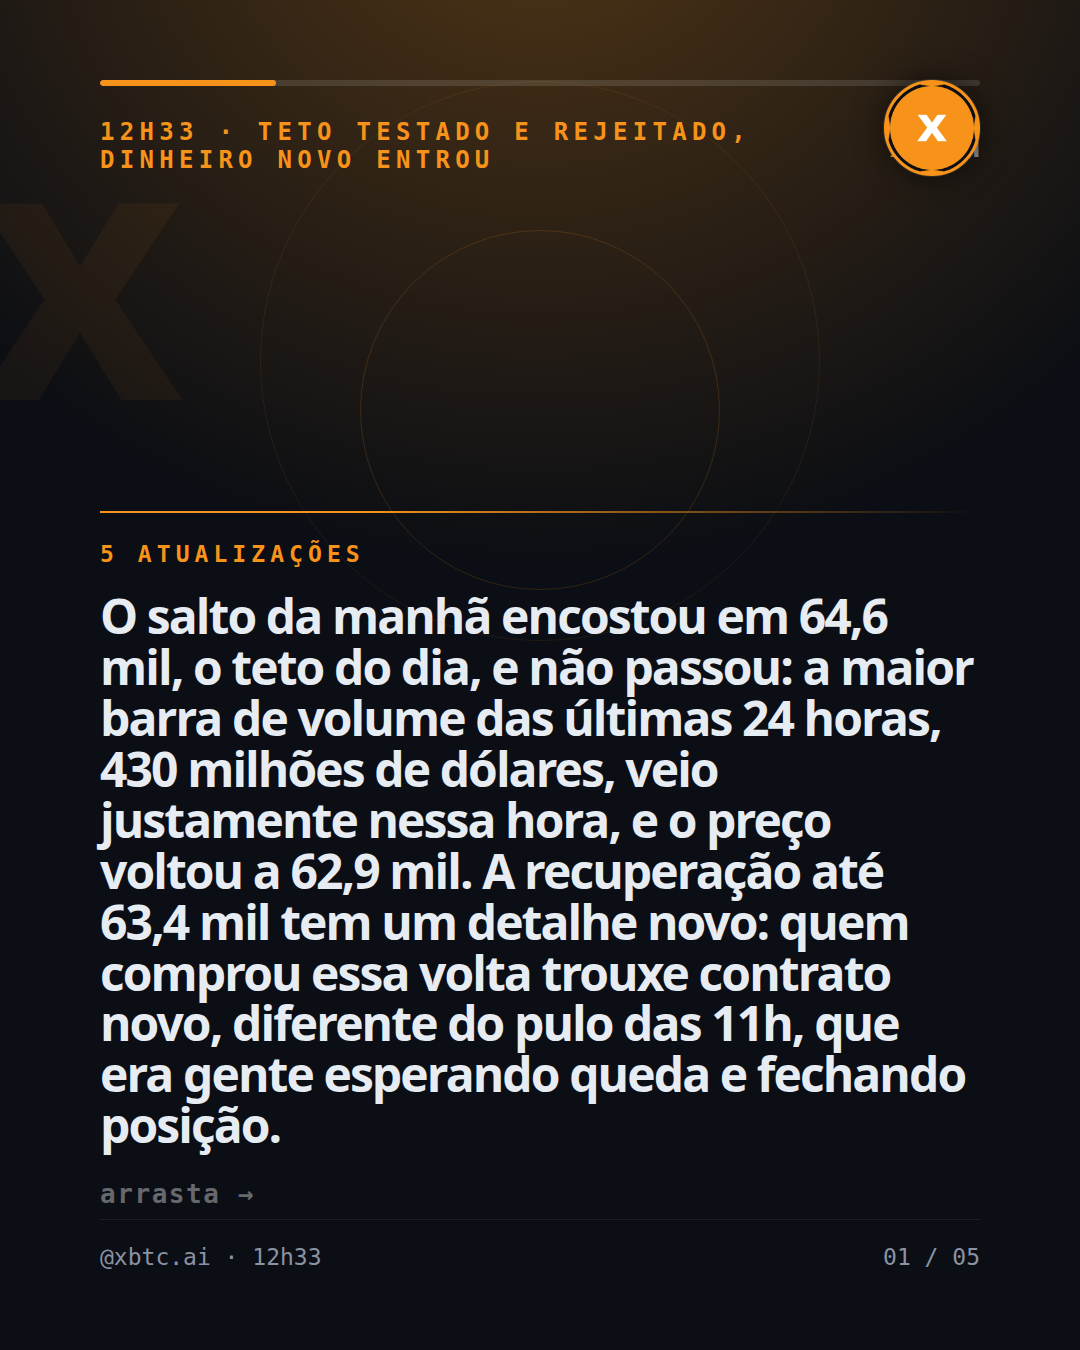 12H33 · TETO TESTADO E REJEITADO,
DINHEIRO NOVO ENTROU
x
x
5 ATUALIZAÇÕES
O salto da manhã encostou em 64,6
mil, o teto do dia, e não passou: a maior
barra de volume das últimas 24 horas,
430 milhões de dólares, veio
justamente nessa hora, e o preço
voltou a 62,9 mil. A recuperação até
63,4 mil tem um detalhe novo: quem
comprou essa volta trouxe contrato
novo, diferente do pulo das 11h, que
era gente esperando queda e fechando
posição.
arrasta →
@xbtc.ai · 12h33
01 / 05